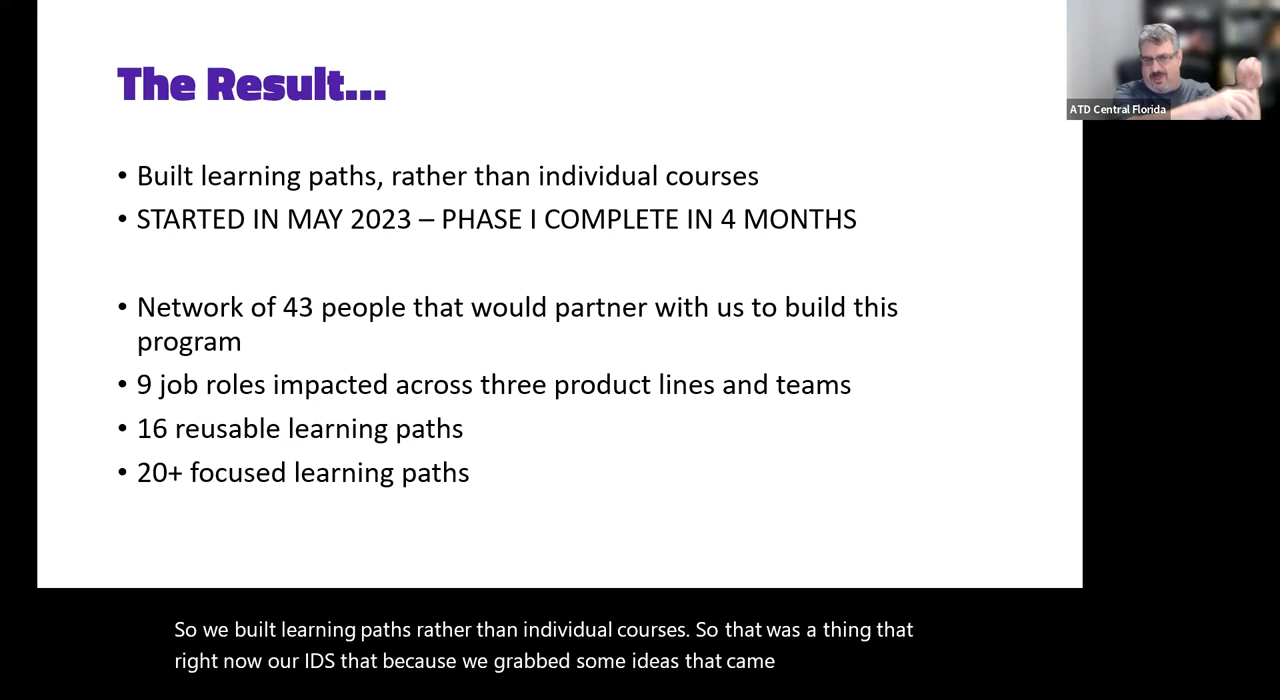 The Result...
ATD Central Florida
• Built learning paths, rather than individual courses
• STARTED IN MAY 2023 – PHASE I COMPLETE IN 4 MONTHS
• Network of 43 people that would partner with us to build this
program
• 9 job roles impacted across three product lines and teams
• 16 reusable learning paths
• 20+ focused learning paths
So we built learning paths rather than individual courses. So that was a thing that
right now our IDS that because we grabbed some ideas that came